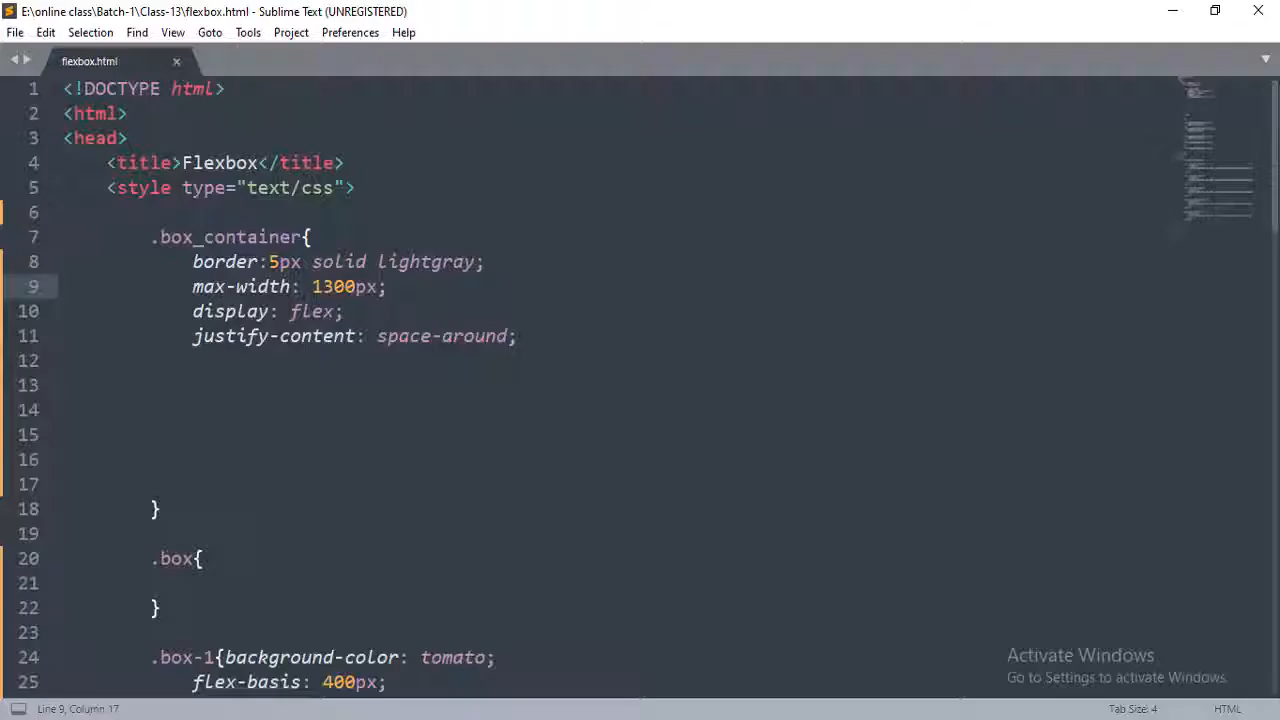 E:\online class\Batch-1\Class-13\flexbox.html - Sublime Text (UNREGISTERED)
File Edit Selection Find View Goto Tools Project Preferences Help
flexbox.html
1 <!DOCTYPE html>
2 <html>
3 <head>
4 <title>Flexbox</title>
5 <style type="text/css">
6
7 .box_container{
8 border:5px solid lightgray;
9 max-width: 1300px;
10 display: flex;
11 justify-content: space-around;
12
13
14
15
16
17
18 }
19
20 .box{
21
22 }
23
24 .box-1{background-color: tomato;
25 flex-basis: 400px;
Activate Windows
Go to Settings to activate Windows.
Line 9, Column 17 Tab Size: 4 HTML